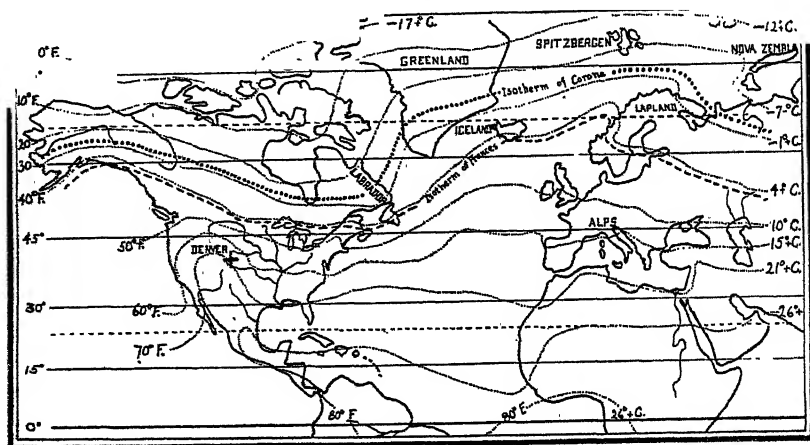 -17°C.
-12°C.
SPITZBERGEN
NOVA ZEMBLA
GREENLAND
0° F.
Isotherm of Corona
10° F.
LAPLAND
-7°C
ICELAND
-1°C.
20°
30°
LABRADOR
Isotherm of
4°C.
40° F.
10° C.
50° F.
45°
ALPS
15°C.
DENVER
21°+C.
30°
60° F.
26°+
70° F.
15°
80° F.
80° F.
26°+C.
0°